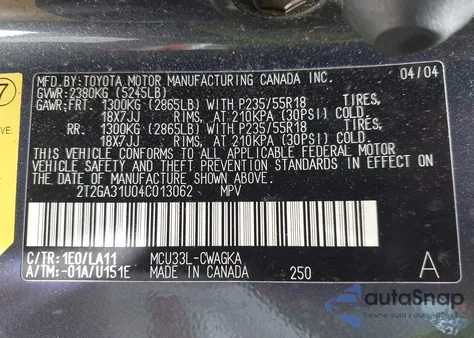 MFD.BY:TOYOTA MOTOR MANUFACTURING CANADA INC. 04/04
GVWR:2380KG (5245LB)
GAWR:FRT. 1300KG (2865LB) WITH P235/55R18 TIRES,
18X7JJ RIMS, AT 210KPA (30PSI) COLD.
RR. 1300KG (2865LB) WITH P235/55R18 TIRES,
18X7JJ RIMS, AT 210KPA (30PSI) COLD.
THIS VEHICLE CONFORMS TO ALL APPLICABLE FEDERAL MOTOR
VEHICLE SAFETY AND THEFT PREVENTION STANDARDS IN EFFECT
ON THE DATE OF MANUFACTURE SHOWN ABOVE.
2T2GA31U04C013062 MPV
C/TR:1E0/LA11 MCU33L-CWAGKA
A/TM:-01A/U151E MADE IN CANADA 250 A
7
VE:
autoSnap